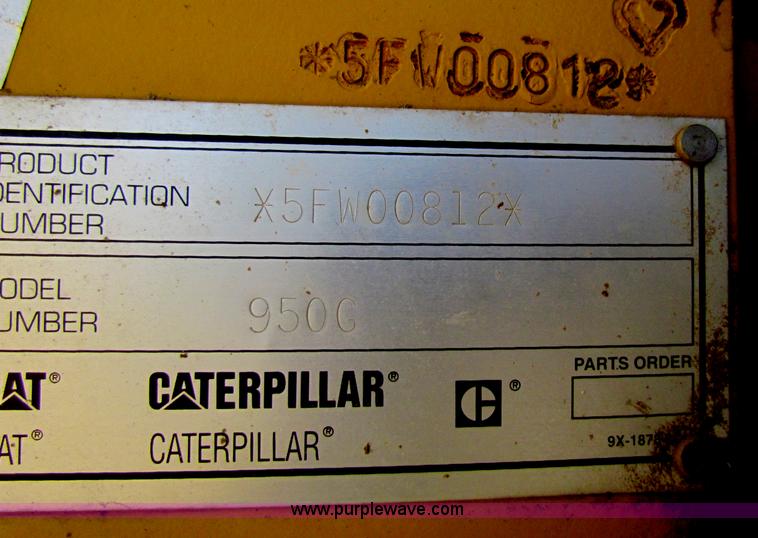 *5FW00812*
RODUCT
DENTIFICATION *5FW00812*
UMBER
ODEL
UMBER 950G
PARTS ORDER
AT® CATERPILLAR® ®
AT® CATERPILLAR®
9X-187
www.purplewave.com